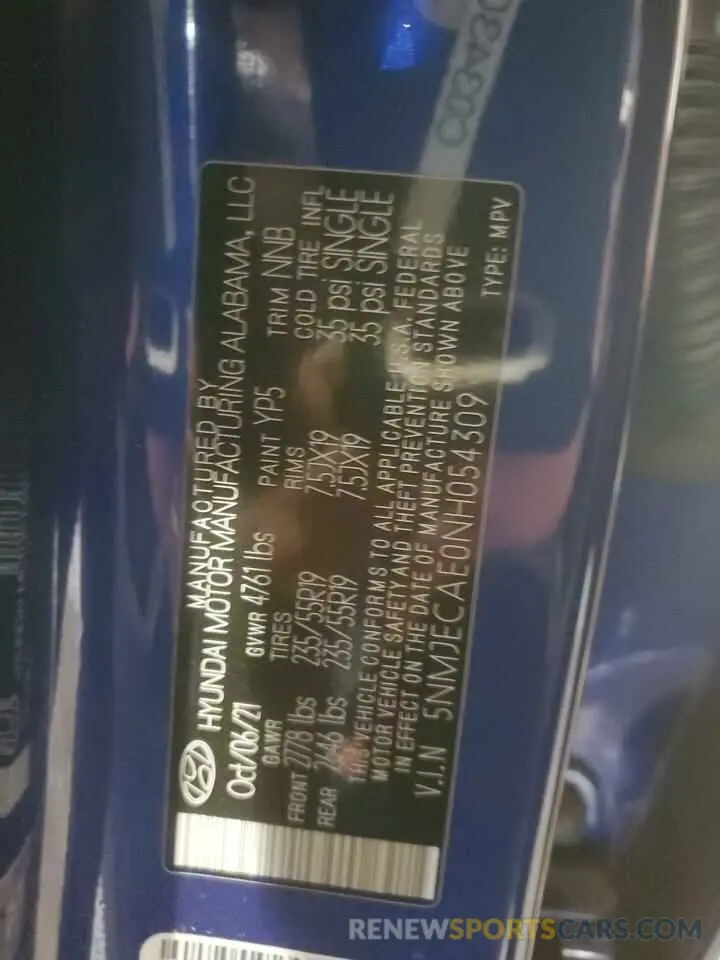 C03430
MANUFACTURED BY
HYUNDAI MOTOR MANUFACTURING ALABAMA, LLC
Oct/06/21 GVWR 4761 lbs PAINT YP5 TRIM NNB
GAWR TIRES RIMS COLD TIRE INFL
FRONT 2778 lbs 235/55R19 7.5JX19 35 psi SINGLE
REAR 2646 lbs 235/55R19 7.5JX19 35 psi SINGLE
THIS VEHICLE CONFORMS TO ALL APPLICABLE U.S.A. FEDERAL
MOTOR VEHICLE SAFETY AND THEFT PREVENTION STANDARDS
IN EFFECT ON THE DATE OF MANUFACTURE SHOWN ABOVE
V.I.N 5NMJECAE0NH054309 TYPE: MPV
RENEWSPORTSCARS.COM